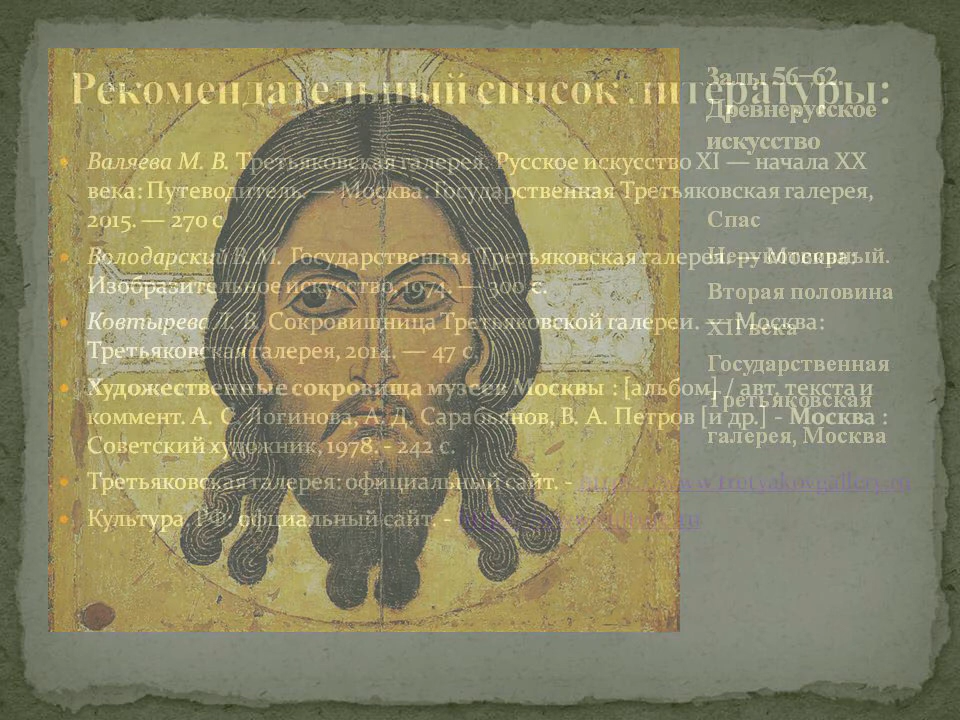 Рекомендательный список литературы:
Валяева М. В. Третьяковская галерея. Русское искусство XI — начала XX
века: Путеводитель. — Москва: Государственная Третьяковская галерея,
2015. — 270 с.
Володарский В. М. Государственная Третьяковская галерея. — Москва:
Изобразительное искусство, 1974. — 300 с.
Ковтырева Л. В. Сокровищница Третьяковской галереи. — Москва:
Третьяковская галерея, 2014. — 47 с.
Художественные сокровища музеев Москвы : [альбом] / авт. текста и
коммент. А. С. Логинова, А. Д. Сарабьянов, В. А. Петров [и др.] - Москва :
Советский художник, 1978. - 242 с.
Третьяковская галерея: официальный сайт. -
Культура. РФ: офциальный сайт. -
Залы 56–62.
Древнерусское
искусство
Спас
Нерукотворный.
Вторая половина
XII века
Государственная
Третьяковская
галерея, Москва